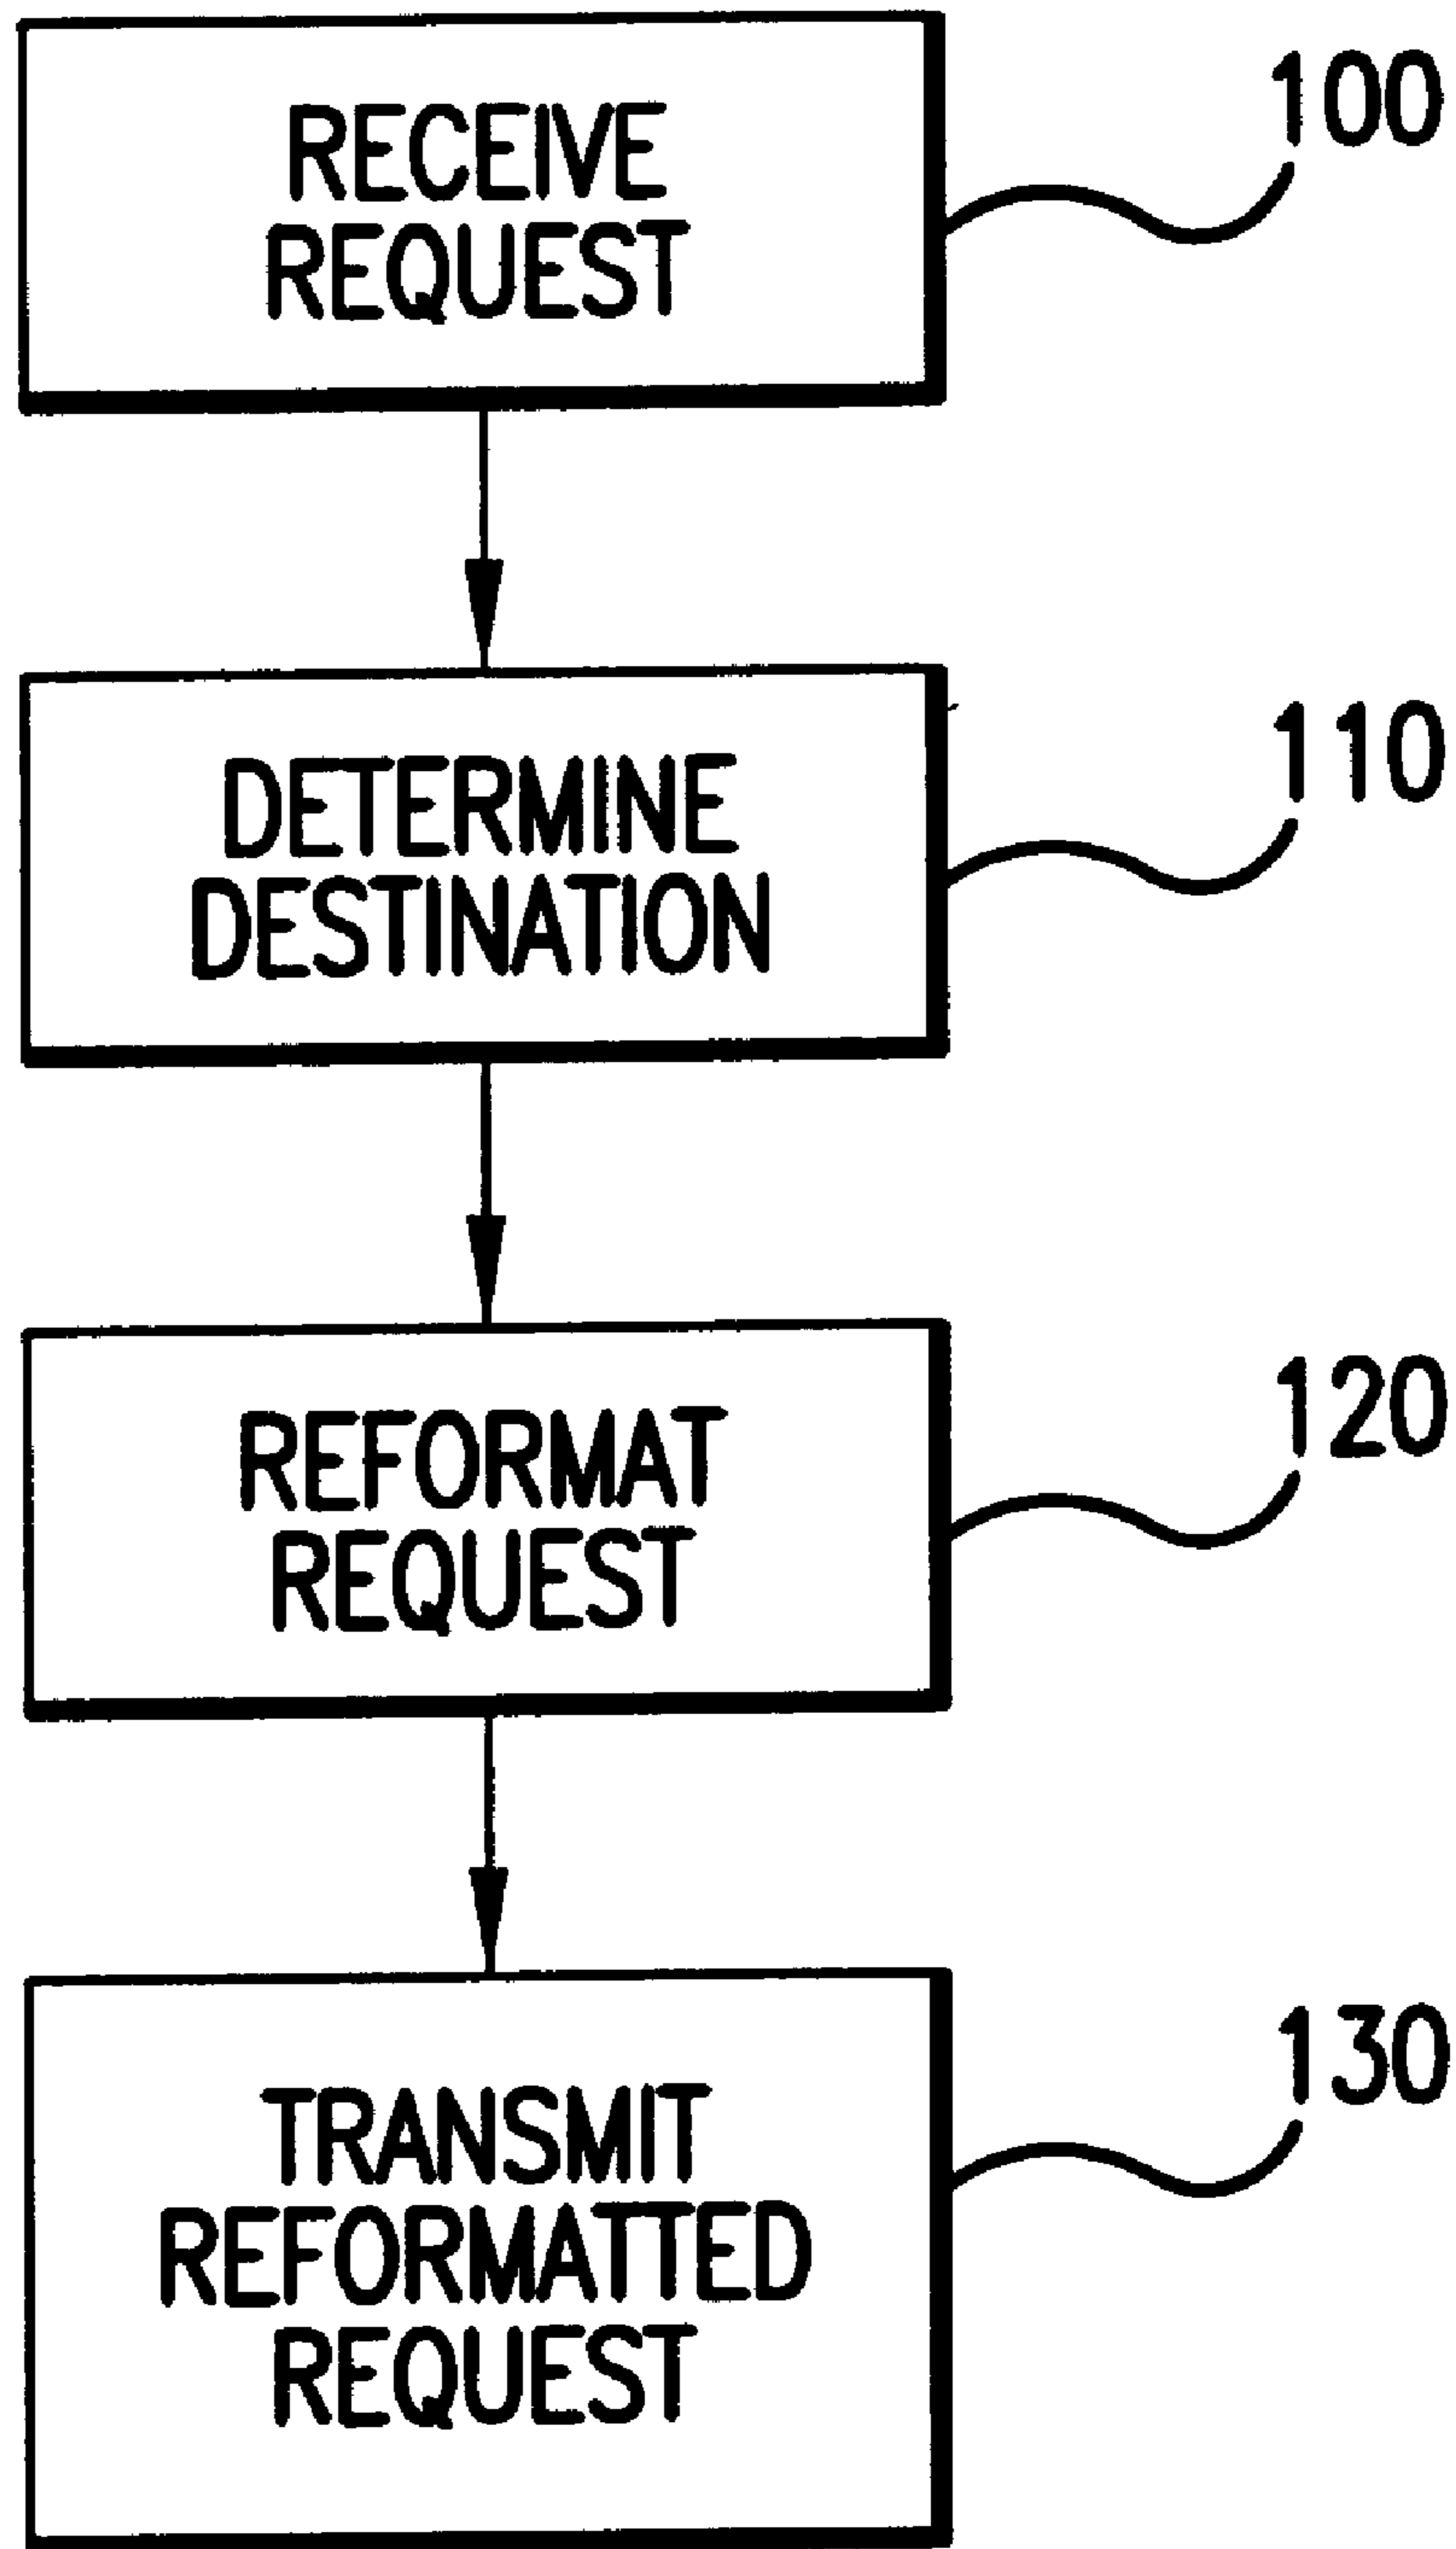 RECEIVE
REQUEST
100
DETERMINE
DESTINATION
110
REFORMAT
REQUEST
120
TRANSMIT
REFORMATTED
REQUEST
130